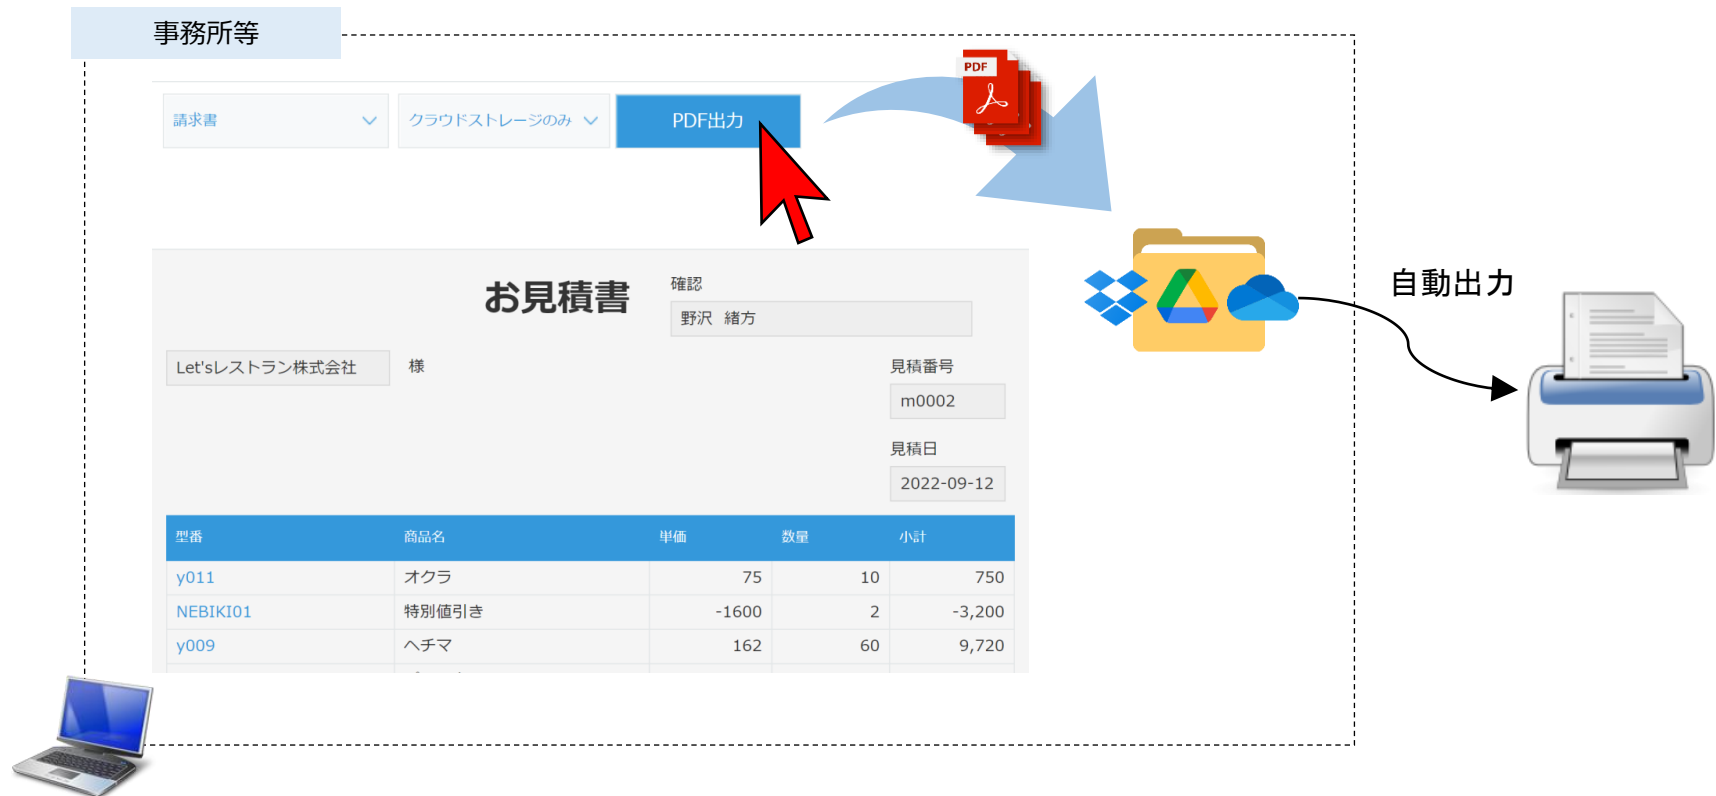 事務所等
PDF
請求書
クラウドストレージのみ
PDF出力
自動出力
お見積書
確認
野沢 緒方
Let'sレストラン株式会社 様
見積番号
m0002
見積日
2022-09-12
型番 商品名 単価 数量 小計
y011 オクラ 75 10 750
NEBIKI01 特別値引き -1600 2 -3,200
y009 ヘチマ 162 60 9,720